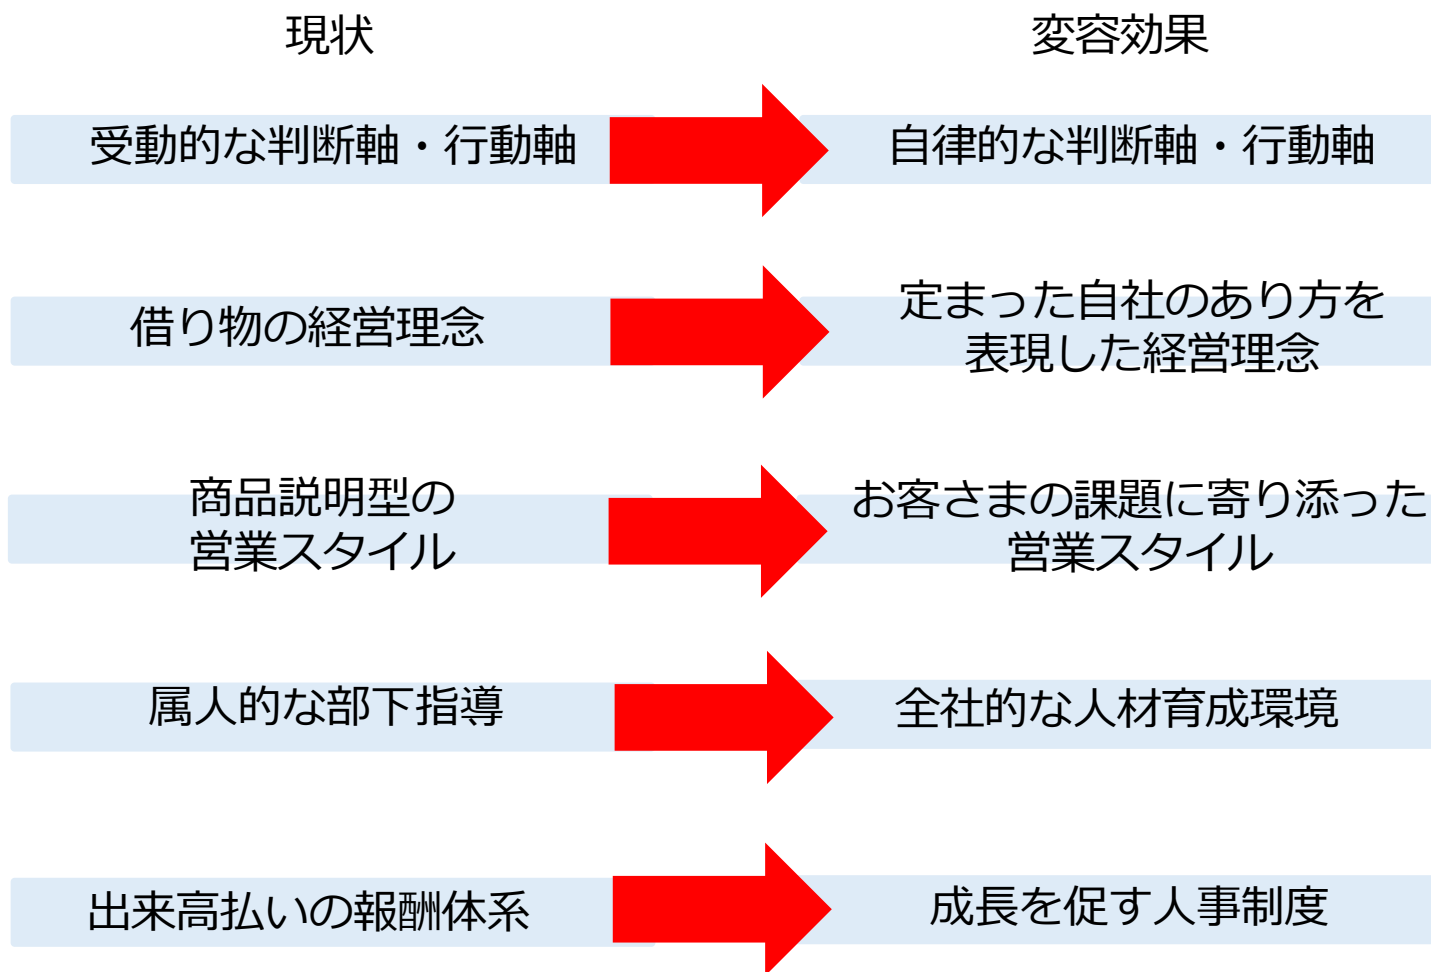 現状
変容効果
受動的な判断軸・行動軸
自律的な判断軸・行動軸
借り物の経営理念
定まった自社のあり方を
表現した経営理念
商品説明型の
営業スタイル
お客さまの課題に寄り添った
営業スタイル
属人的な部下指導
全社的な人材育成環境
出来高払いの報酬体系
成長を促す人事制度